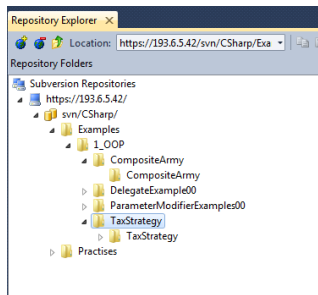 Repository Explorer
Location: https://193.6.5.42/svn/CSharp/Exa
Repository Folders
Subversion Repositories
https://193.6.5.42/
svn/CSharp/
Examples
1_OOP
CompositeArmy
CompositeArmy
DelegateExample00
ParameterModifierExamples00
TaxStrategy
TaxStrategy
Practises